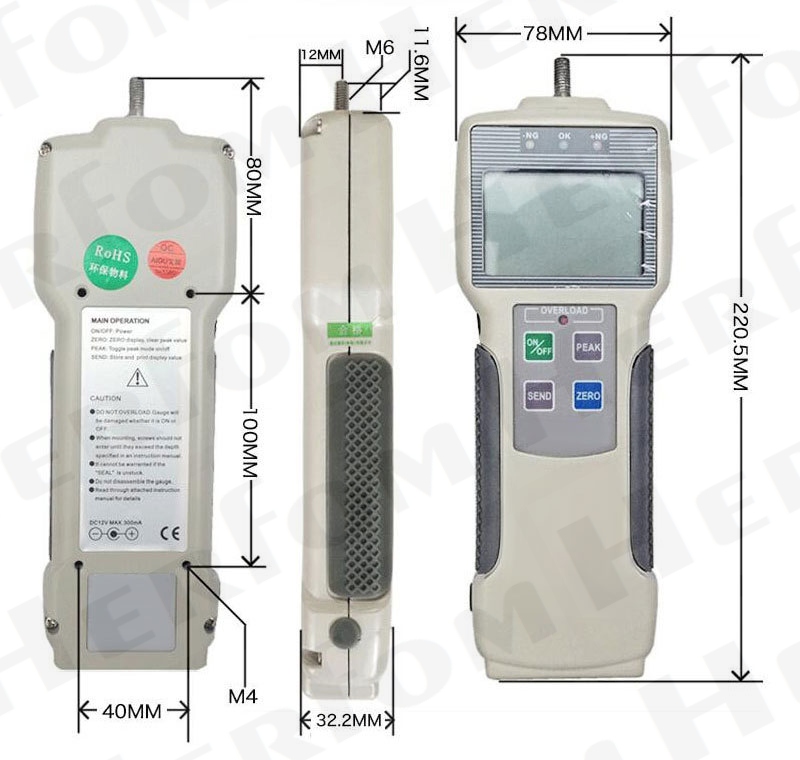 12MM
M6
11.6MM
78MM
-NG OK +NG
80MM
RoHS
环保物料
QC
合格
MAIN OPERATION
ON/OFF: Power
ZERO: ZERO display, clear peak value
PEAK: Toggle peak mode on/off
SEND: Store and print display value
CAUTION
DO NOT OVERLOAD. Gauge will
be damaged whether it is ON or
OFF.
When mounting, screws should not
enter until they exceed the depth
specified in an instruction manual.
If cannot be warranted if the
"SEAL" is unstuck.
Do not disassemble the gauge.
Read through attached instruction
manual for details
DC12V MAX. 300mA
CE
OVERLOAD
ON/OFF
PEAK
SEND
ZERO
220.5MM
100MM
M4
40MM
32.2MM
HERFOM